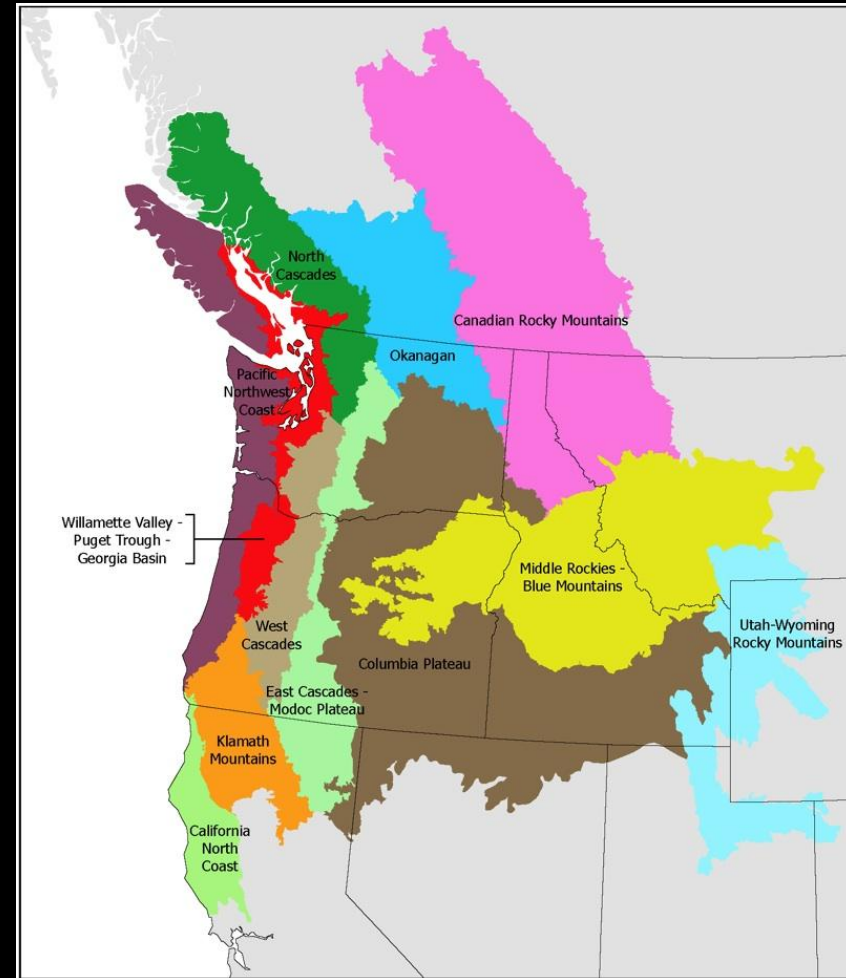 North
Cascades
Canadian Rocky Mountains
Okanagan
Pacific
Northwest
Coast
Willamette Valley -
Puget Trough -
Georgia Basin
Middle Rockies -
Blue Mountains
Utah-Wyoming
Rocky Mountains
West
Cascades
Columbia Plateau
East Cascades -
Modoc Plateau
Klamath
Mountains
California
North
Coast